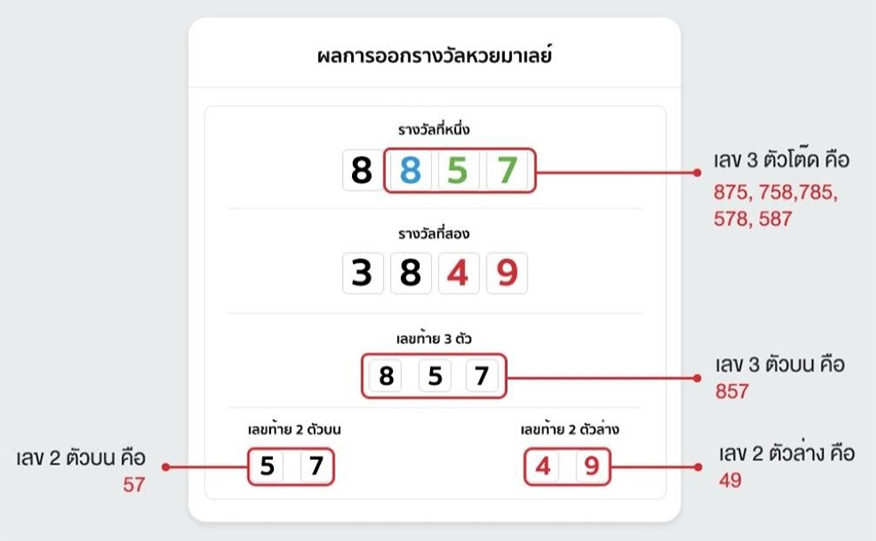 ผลการออกรางวัลหวยมาเลย์
รางวัลที่หนึ่ง
8 8 5 7
เลข 3 ตัวโต๊ด คือ
875, 758,785,
578, 587
รางวัลที่สอง
3 8 4 9
เลขท้าย 3 ตัว
8 5 7
เลข 3 ตัวบน คือ
857
เลขท้าย 2 ตัวบน
5 7
เลข 2 ตัวบน คือ
57
เลขท้าย 2 ตัวล่าง
4 9
เลข 2 ตัวล่าง คือ
49